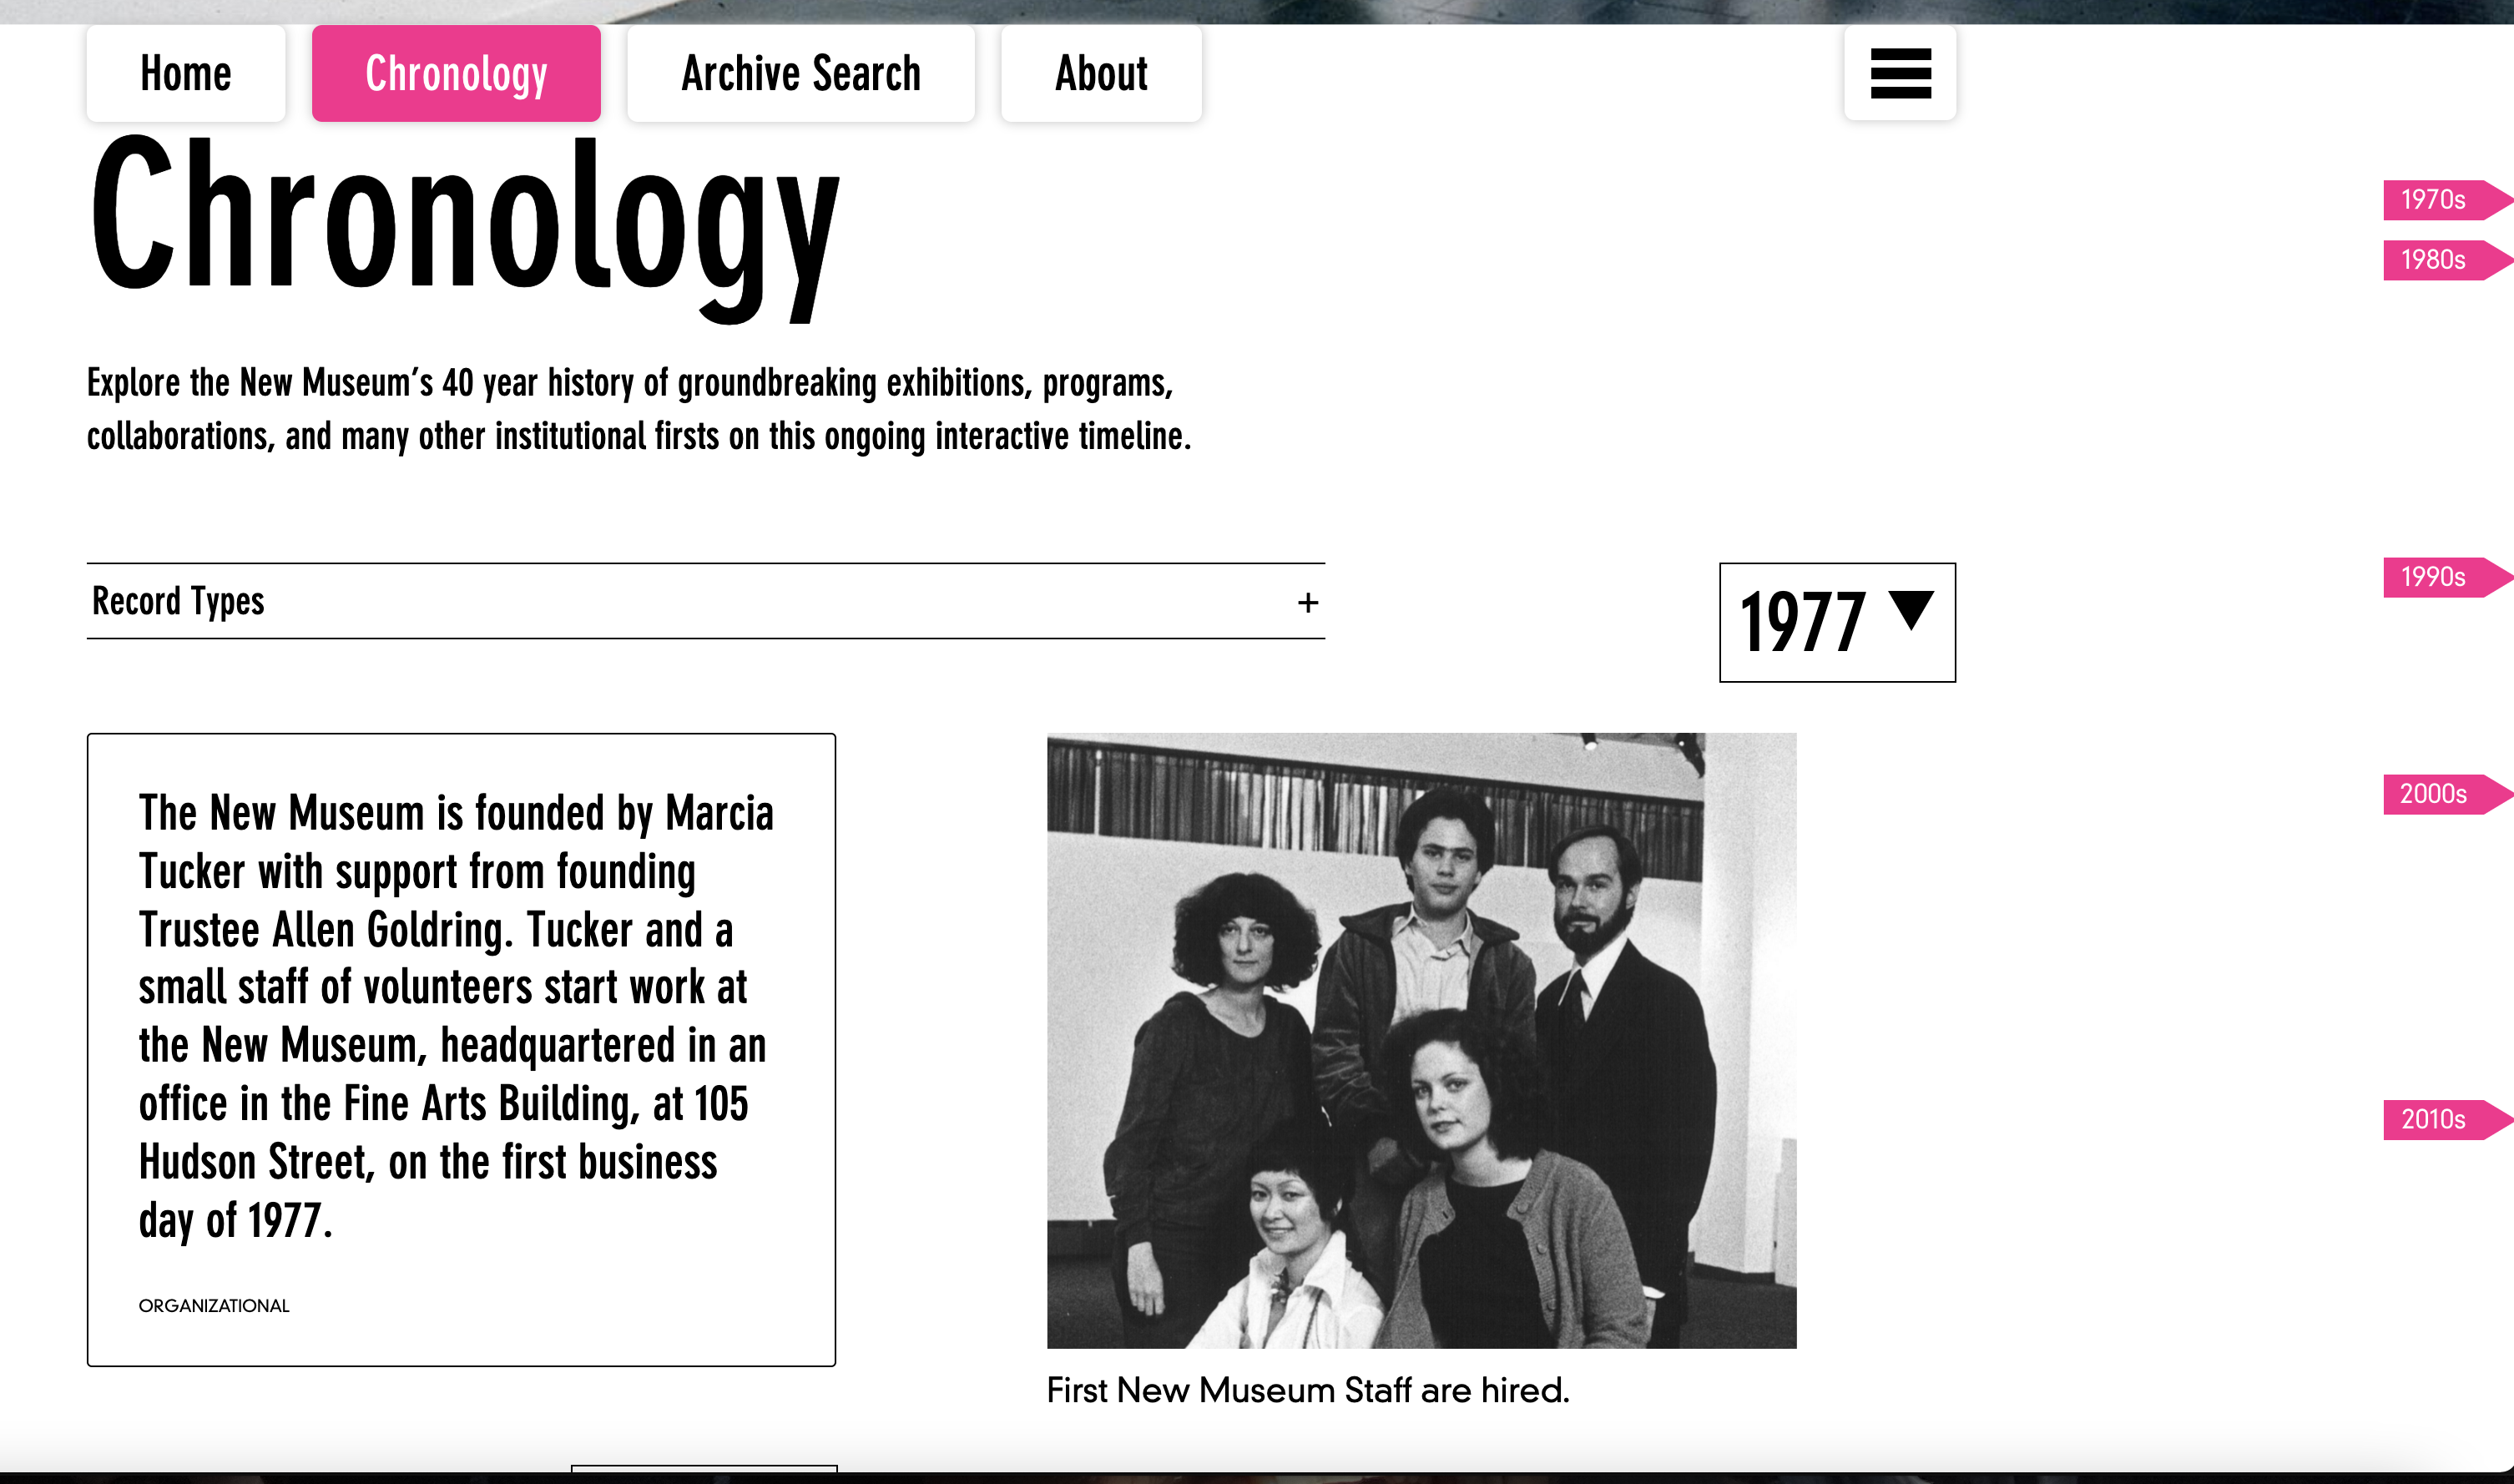 Home
Chronology
Archive Search
About
Chronology
Explore the New Museum’s 40 year history of groundbreaking exhibitions, programs,
collaborations, and many other institutional firsts on this ongoing interactive timeline.
Record Types +
1977
The New Museum is founded by Marcia
Tucker with support from founding
Trustee Allen Goldring. Tucker and a
small staff of volunteers start work at
the New Museum, headquartered in an
office in the Fine Arts Building, at 105
Hudson Street, on the first business
day of 1977.
ORGANIZATIONAL
First New Museum Staff are hired.
1970s
1980s
1990s
2000s
2010s